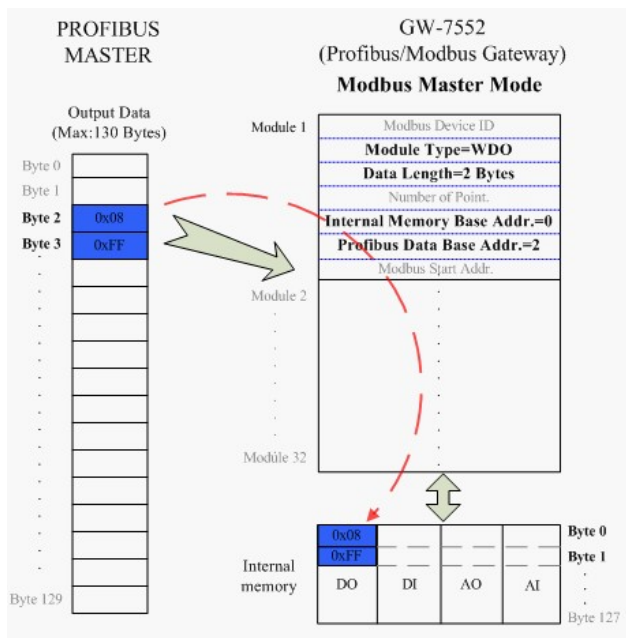 PROFIBUS
MASTER
Output Data
(Max:130 Bytes)
Byte 0
Byte 1
Byte 2
0x08
Byte 3
0xFF
Byte 129
GW-7552
(Profibus/Modbus Gateway)
Modbus Master Mode
Module 1
Modbus Device ID
Module Type=WDO
Data Length=2 Bytes
Number of Point.
Internal Memory Base Addr.=0
Profibus Data Base Addr.=2
Modbus Start Addr.
Module 2
Module 32
Internal
memory
0x08
Byte 0
0xFF
Byte 1
DO
DI
AO
AI
Byte 127